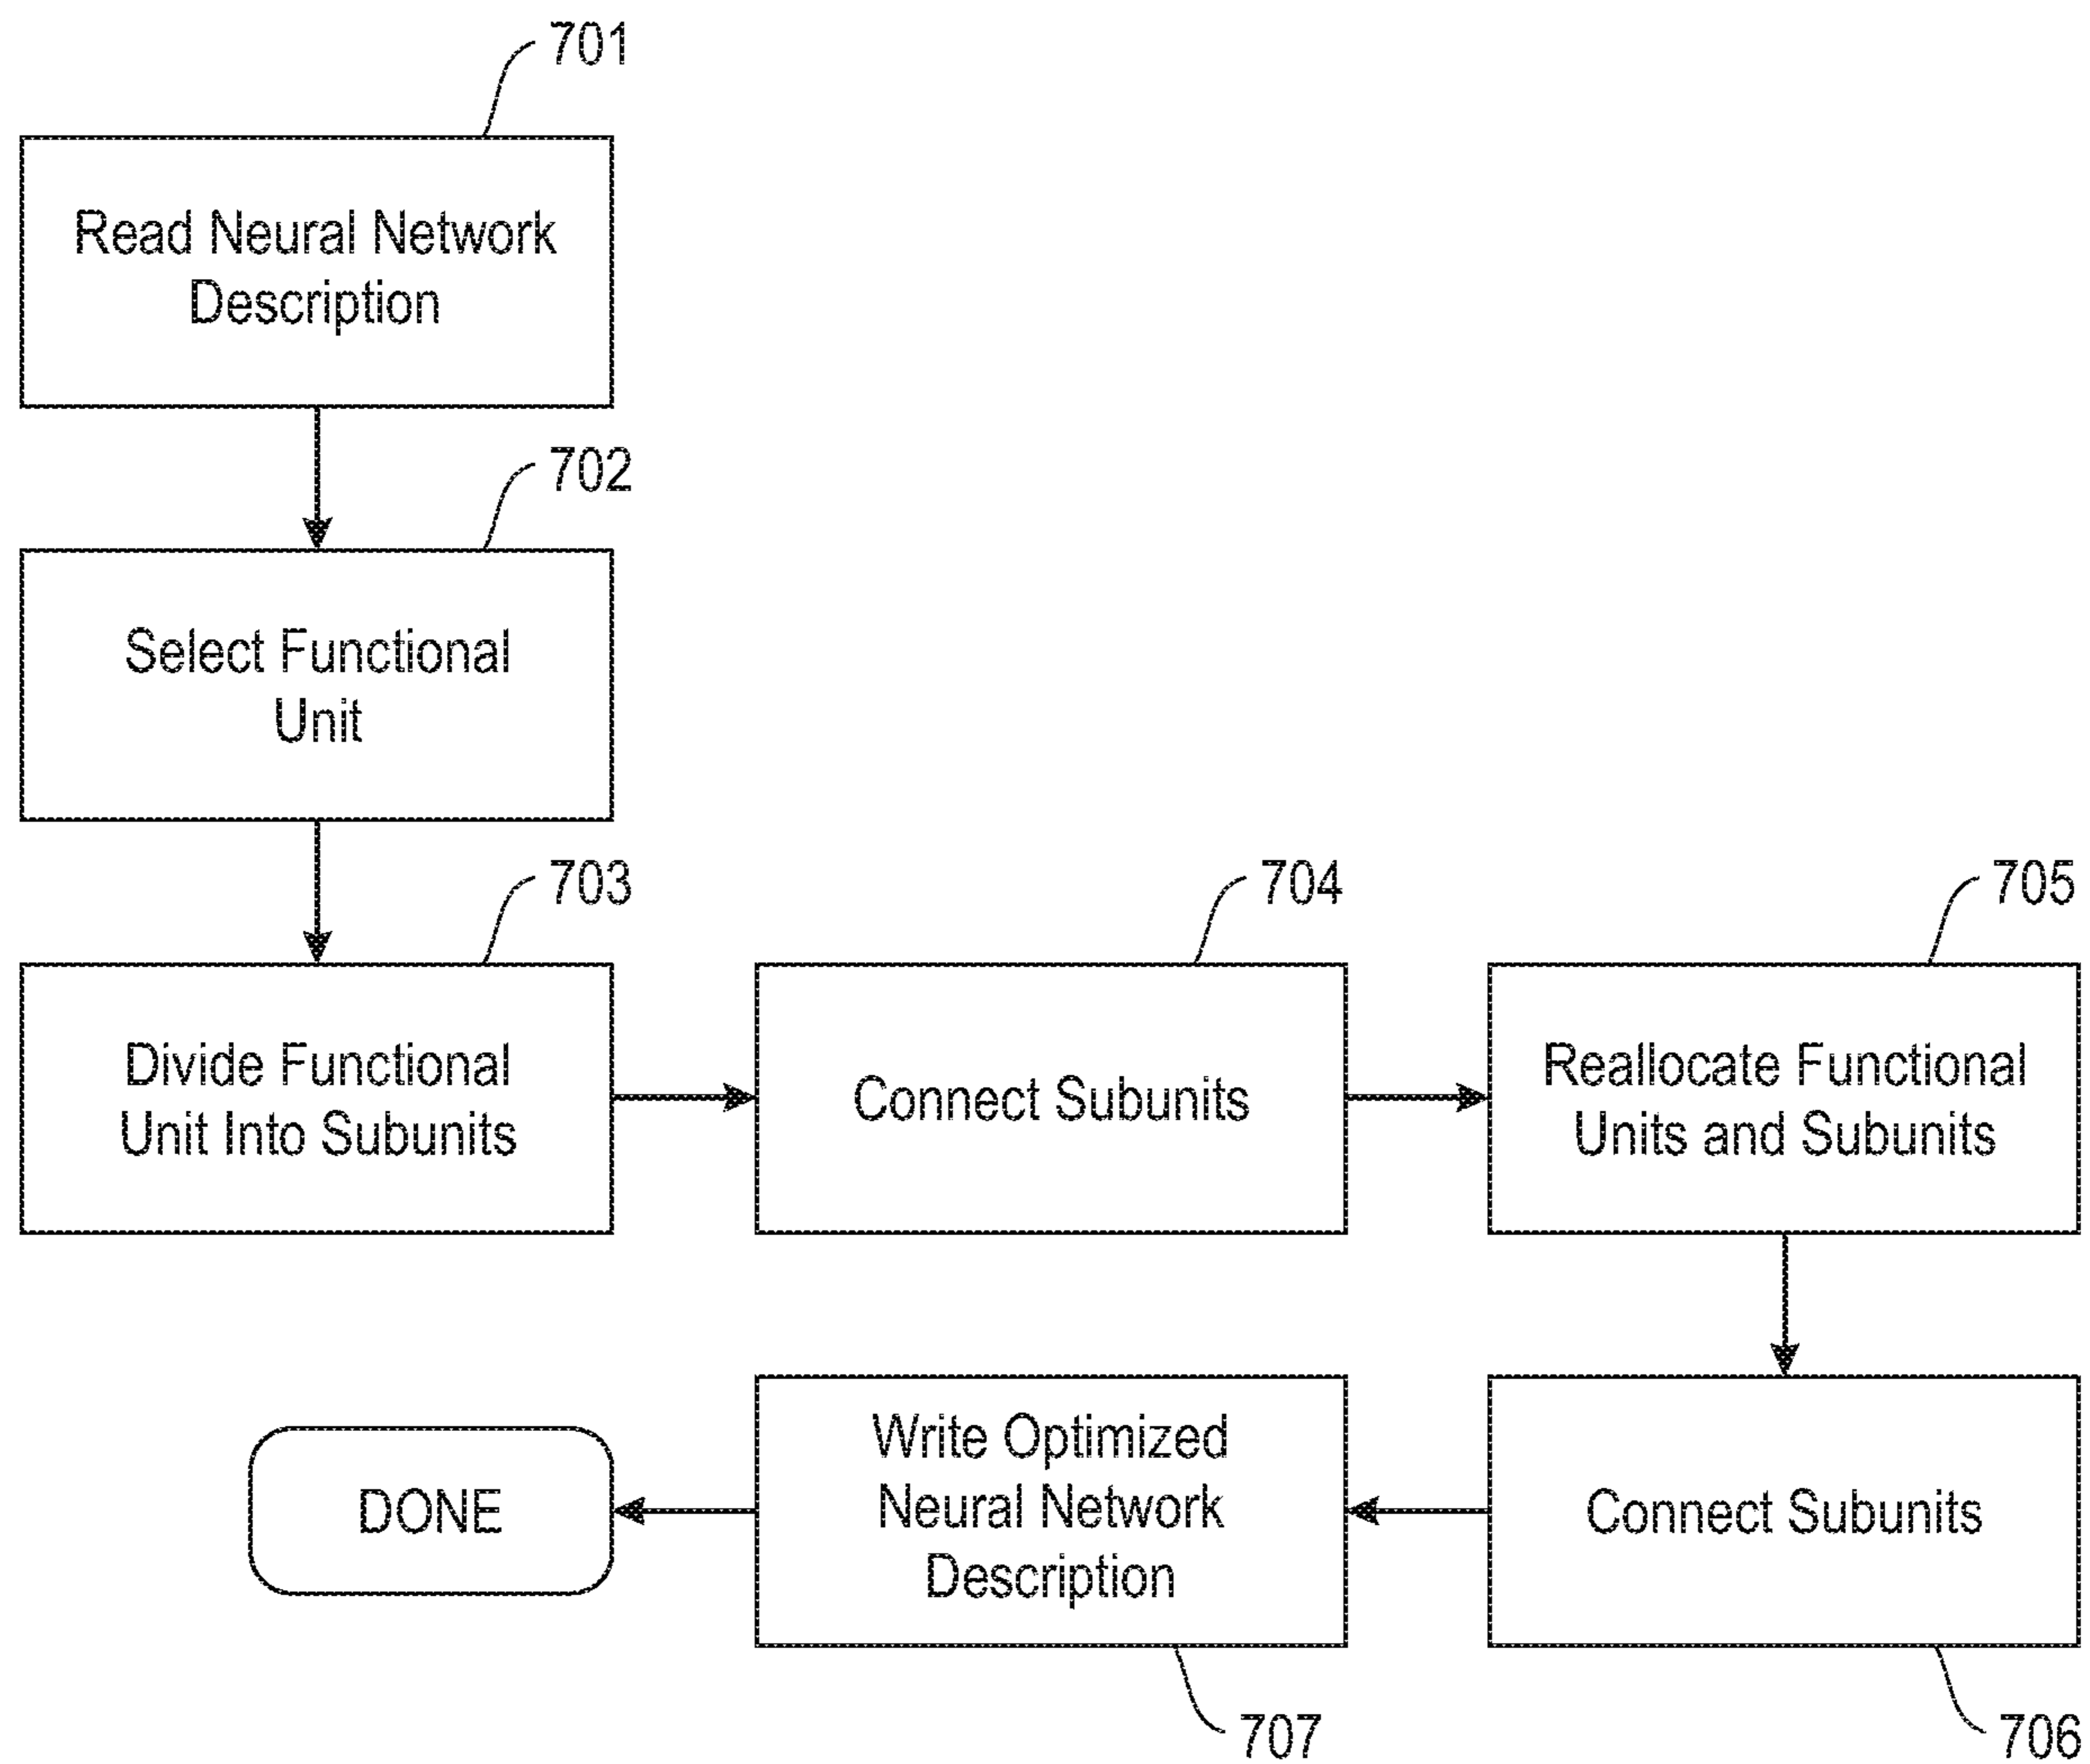 701
Read Neural Network
Description
702
Select Functional
Unit
703
Divide Functional
Unit Into Subunits
704
Connect Subunits
705
Reallocate Functional
Units and Subunits
Connect Subunits
706
Write Optimized
Neural Network
Description
707
DONE